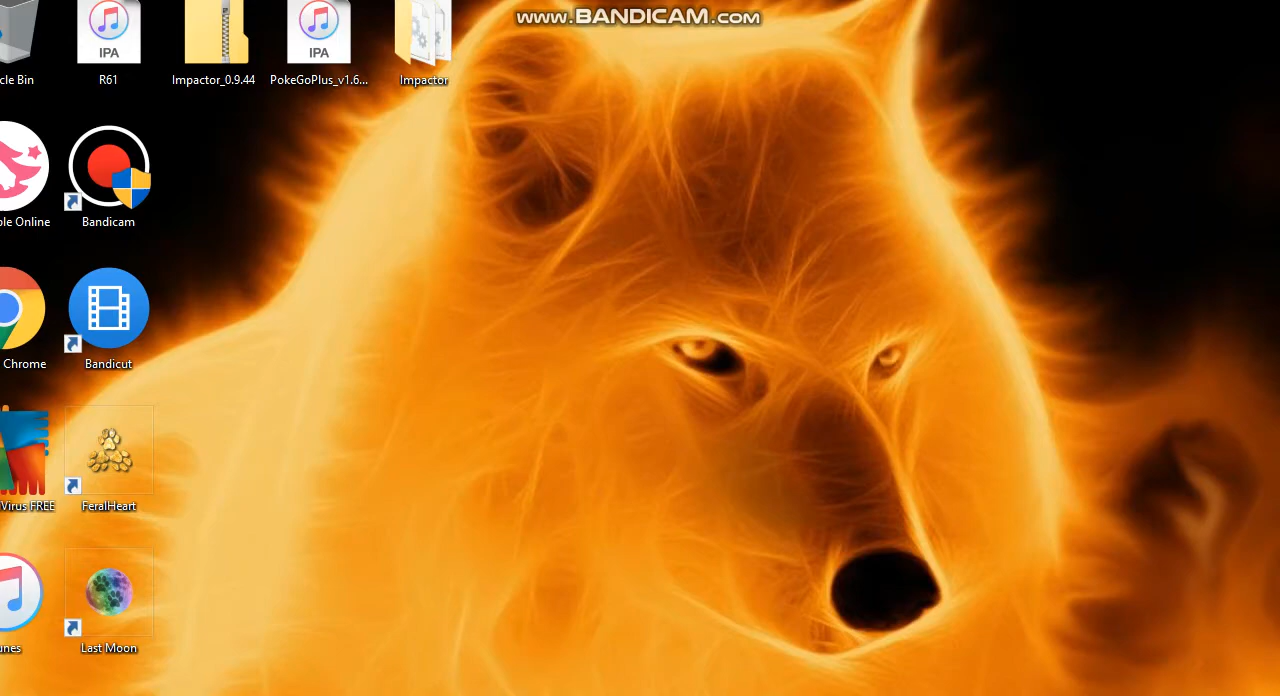 www.BANDICAM.com
IPA
IPA
cle Bin
R61
Impactor_0.9.44
PokeGoPlus_v1.6...
Impactor
ple Online
Bandicam
Chrome
Bandicut
Virus FREE
FeralHeart
unes
Last Moon